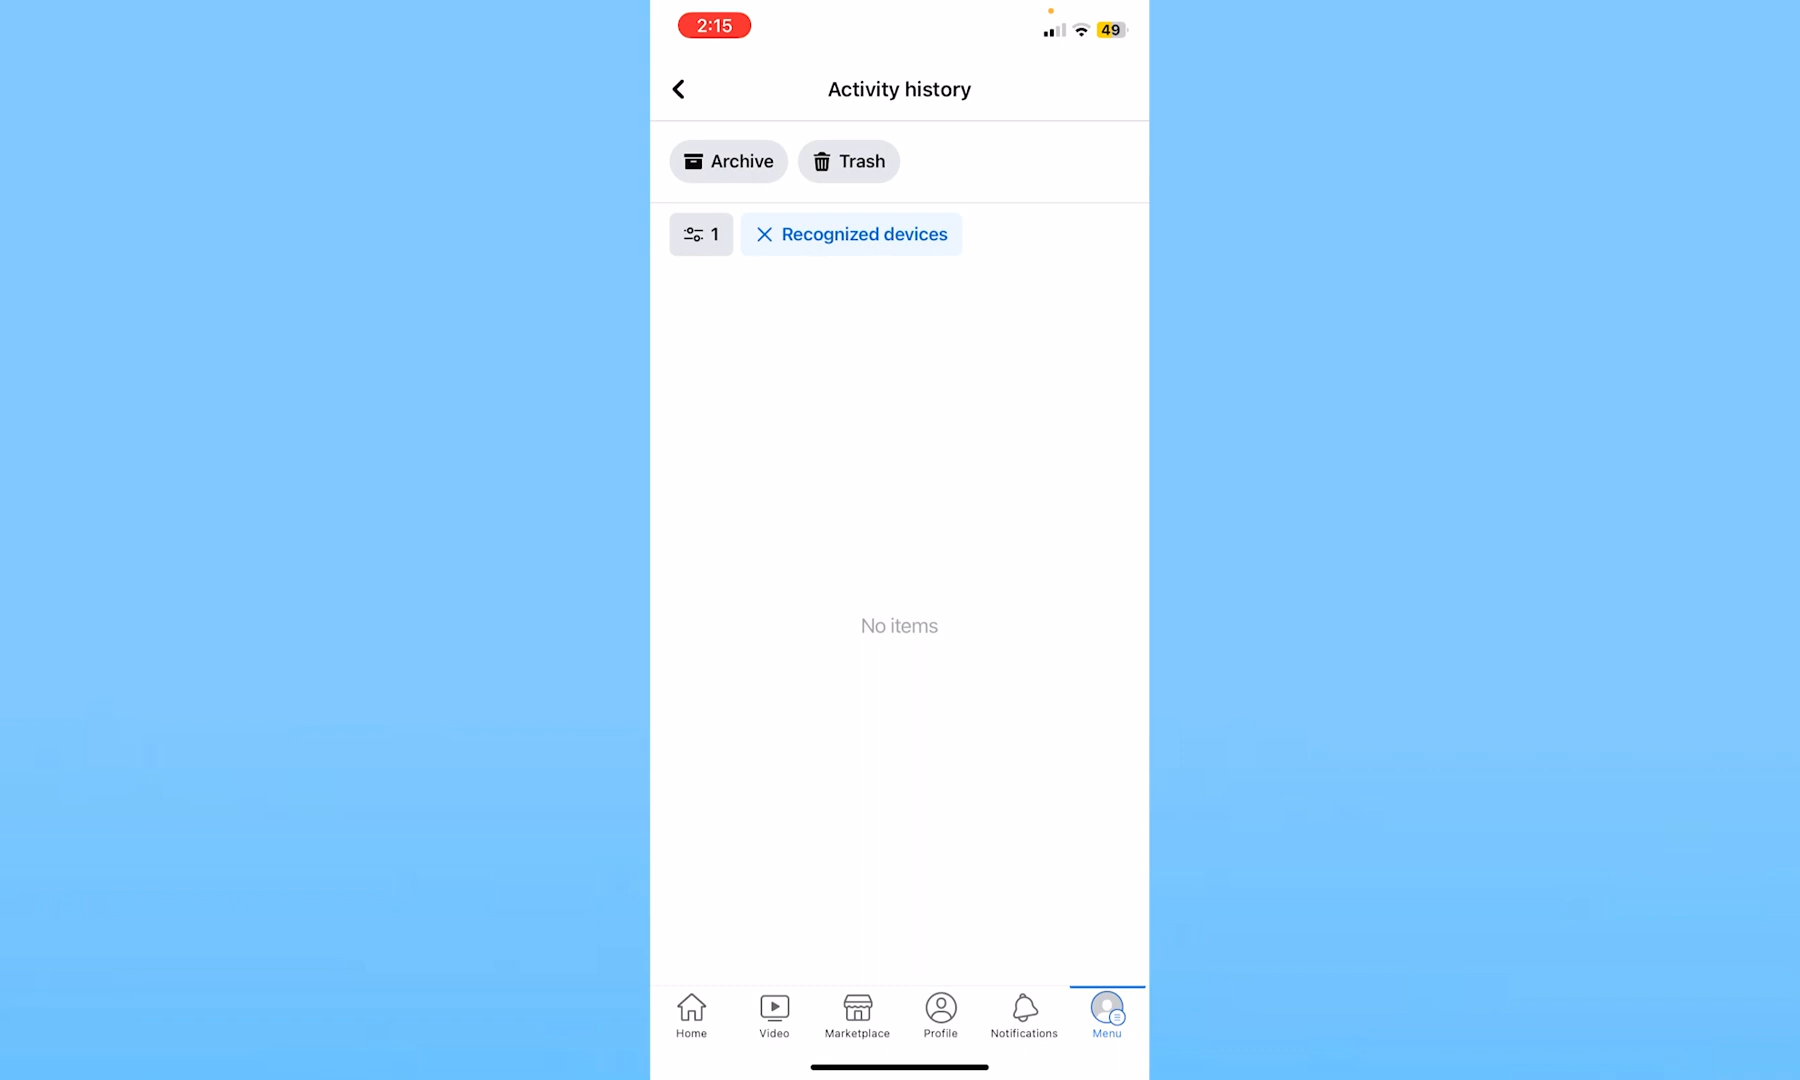 2:15
49
Activity history
Archive Trash
1 Recognized devices
No items
Home Video Marketplace Profile Notifications Menu